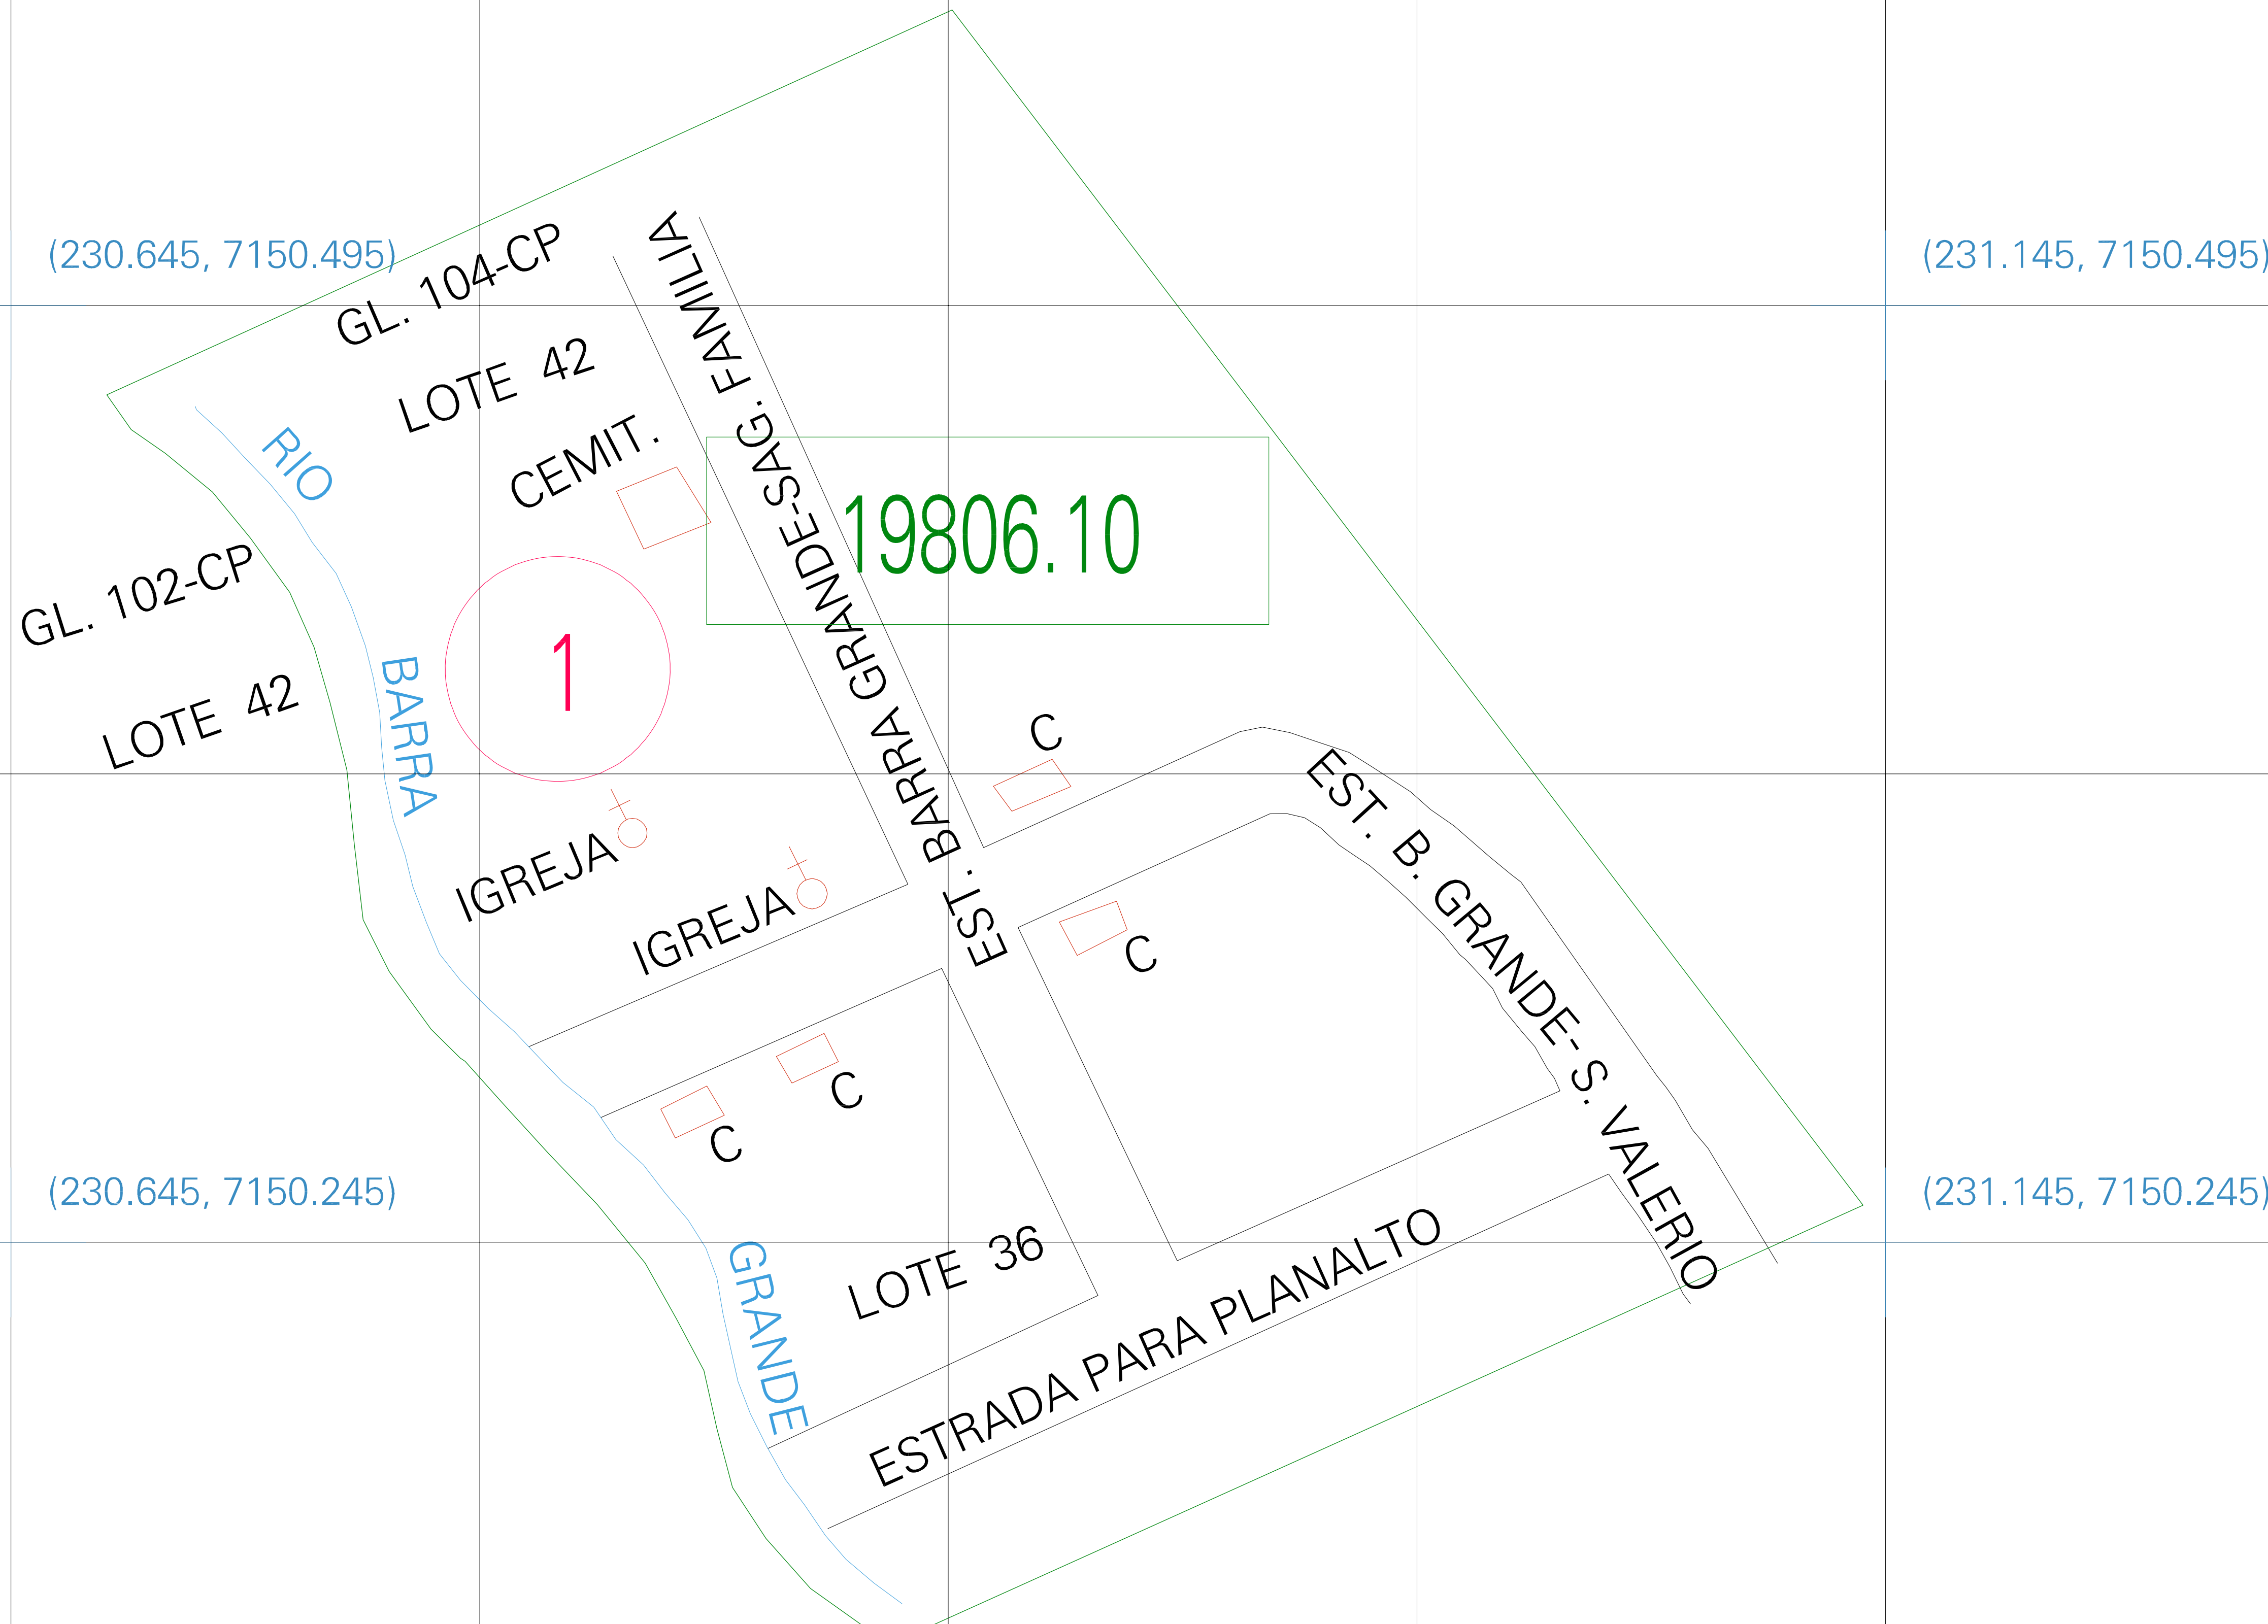 (230.645, 7150.495)
(231.145, 7150.495)
GL. 104-CP
LOTE 42
CEMIT.
EST. BARRA GRANDE-SAG. FAMILIA
RIO
BARRA
GRANDE
19806.10
GL. 102-CP
LOTE 42
1
C
IGREJA
IGREJA
C
EST. B. GRANDE-S. VALERIO
C
C
(230.645, 7150.245)
(231.145, 7150.245)
LOTE 36
ESTRADA PARA PLANALTO